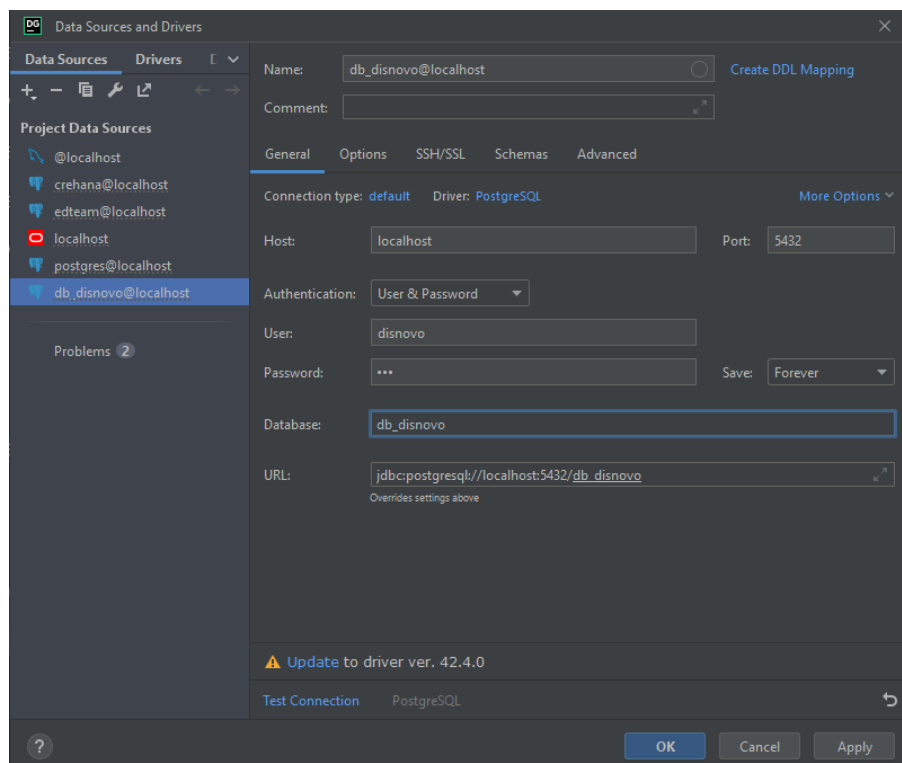 DG Data Sources and Drivers
Data Sources Drivers D
Project Data Sources
@localhost
crehana@localhost
edteam@localhost
localhost
postgres@localhost
db_disnovo@localhost
Problems 2
Name: db_disnovo@localhost Create DDL Mapping
Comment:
General Options SSH/SSL Schemas Advanced
Connection type: default Driver: PostgreSQL More Options
Host: localhost Port: 5432
Authentication: User & Password
User: disnovo
Password: ••• Save: Forever
Database: db_disnovo
URL: jdbc:postgresql://localhost:5432/db_disnovo
Overrides settings above
Update to driver ver. 42.4.0
Test Connection PostgreSQL
? OK Cancel Apply